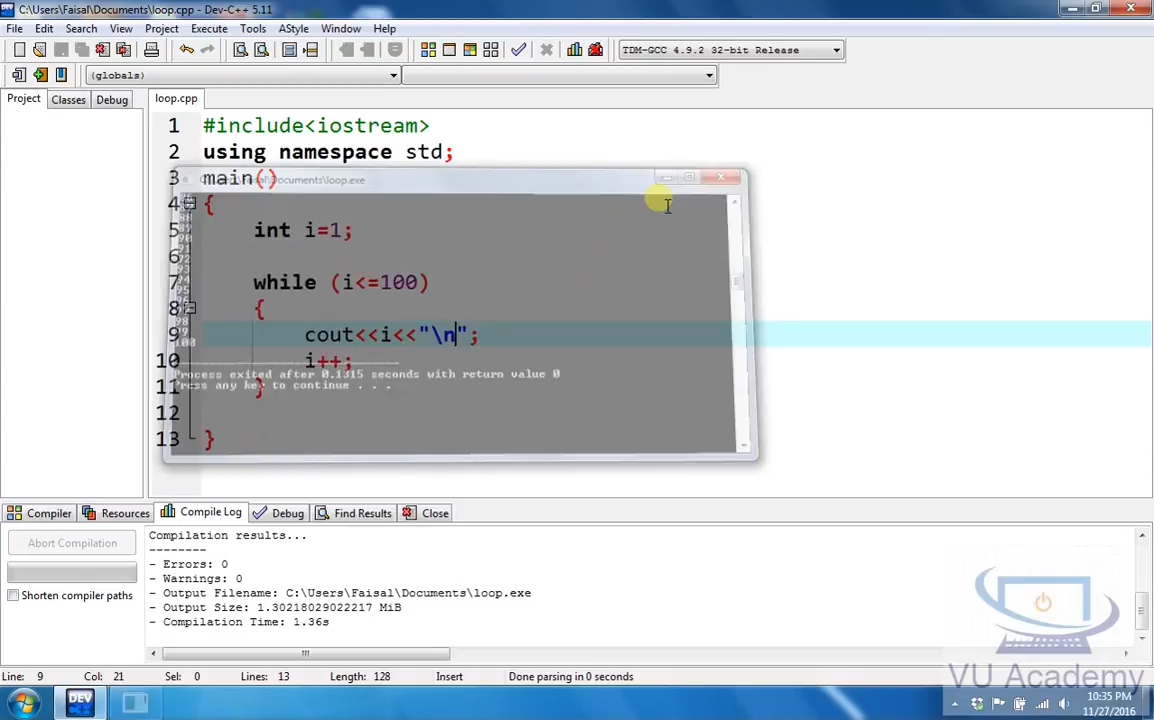 C:\Users\Faisal\Documents\loop.cpp - Dev-C++ 5.11
File Edit Search View Project Execute Tools AStyle Window Help
TDM-GCC 4.9.2 32-bit Release
(globals)
Project Classes Debug loop.cpp
1 #include<iostream>
2 using namespace std;
3 main()
\Documents\loop.exe
4 {
5 int i=1;
6
7 while (i<=100)
8 {
9 cout<<i<<"\n";
10 i++;
Process exited after 0.1315 seconds with return value 0
Press any key to continue . . .
11 }
12
13 }
Compiler Resources Compile Log Debug Find Results Close
Abort Compilation
Shorten compiler paths
Compilation results...
--------
- Errors: 0
- Warnings: 0
- Output Filename: C:\Users\Faisal\Documents\loop.exe
- Output Size: 1.30218029022217 MiB
- Compilation Time: 1.36s
VU Academy
Line: 9 Col: 21 Sel: 0 Lines: 13 Length: 128 Insert Done parsing in 0 seconds
DEV
10:35 PM
11/27/2016